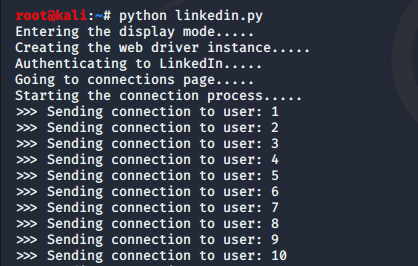 root@kali:~# python linkedin.py
Entering the display mode.....
Creating the web driver instance.....
Authenticating to LinkedIn.....
Going to connections page.....
Starting the connection process.....
>>> Sending connection to user: 1
>>> Sending connection to user: 2
>>> Sending connection to user: 3
>>> Sending connection to user: 4
>>> Sending connection to user: 5
>>> Sending connection to user: 6
>>> Sending connection to user: 7
>>> Sending connection to user: 8
>>> Sending connection to user: 9
>>> Sending connection to user: 10